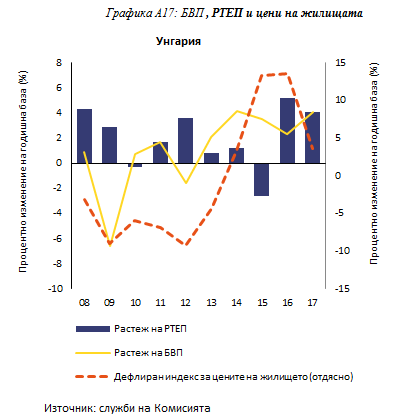 Графика А17: БВП , РТЕП и цени на жилищата
Унгария
Процентно изменение на годишна база (%)
8
6
4
2
0
-2
-4
-6
-8
-10
15
10
5
0
-5
-10
-15
Процентно изменение на годишна база (%)
08 09 10 11 12 13 14 15 16 17
Растеж на РТЕП
Растеж на БВП
Дефлиран индекс за цените на жилището (отдясно)
Източник: служби на Комисията